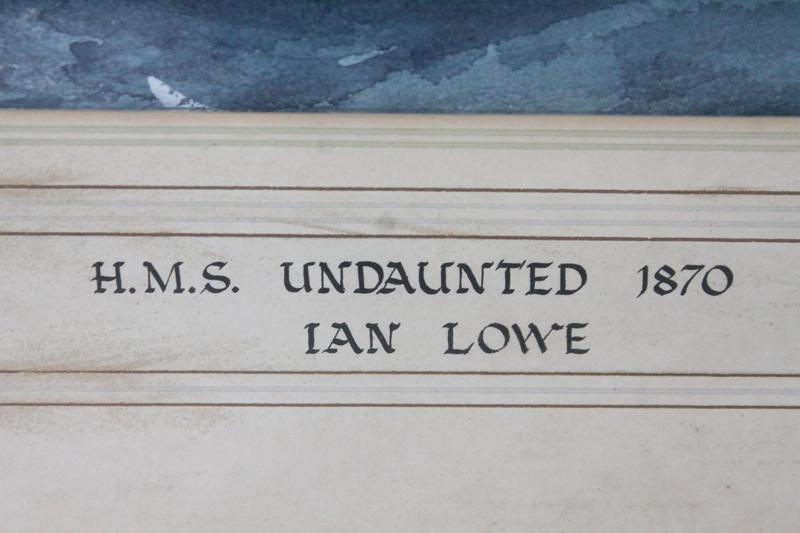 H.M.S. UNDAUNTED 1870
IAN LOWE